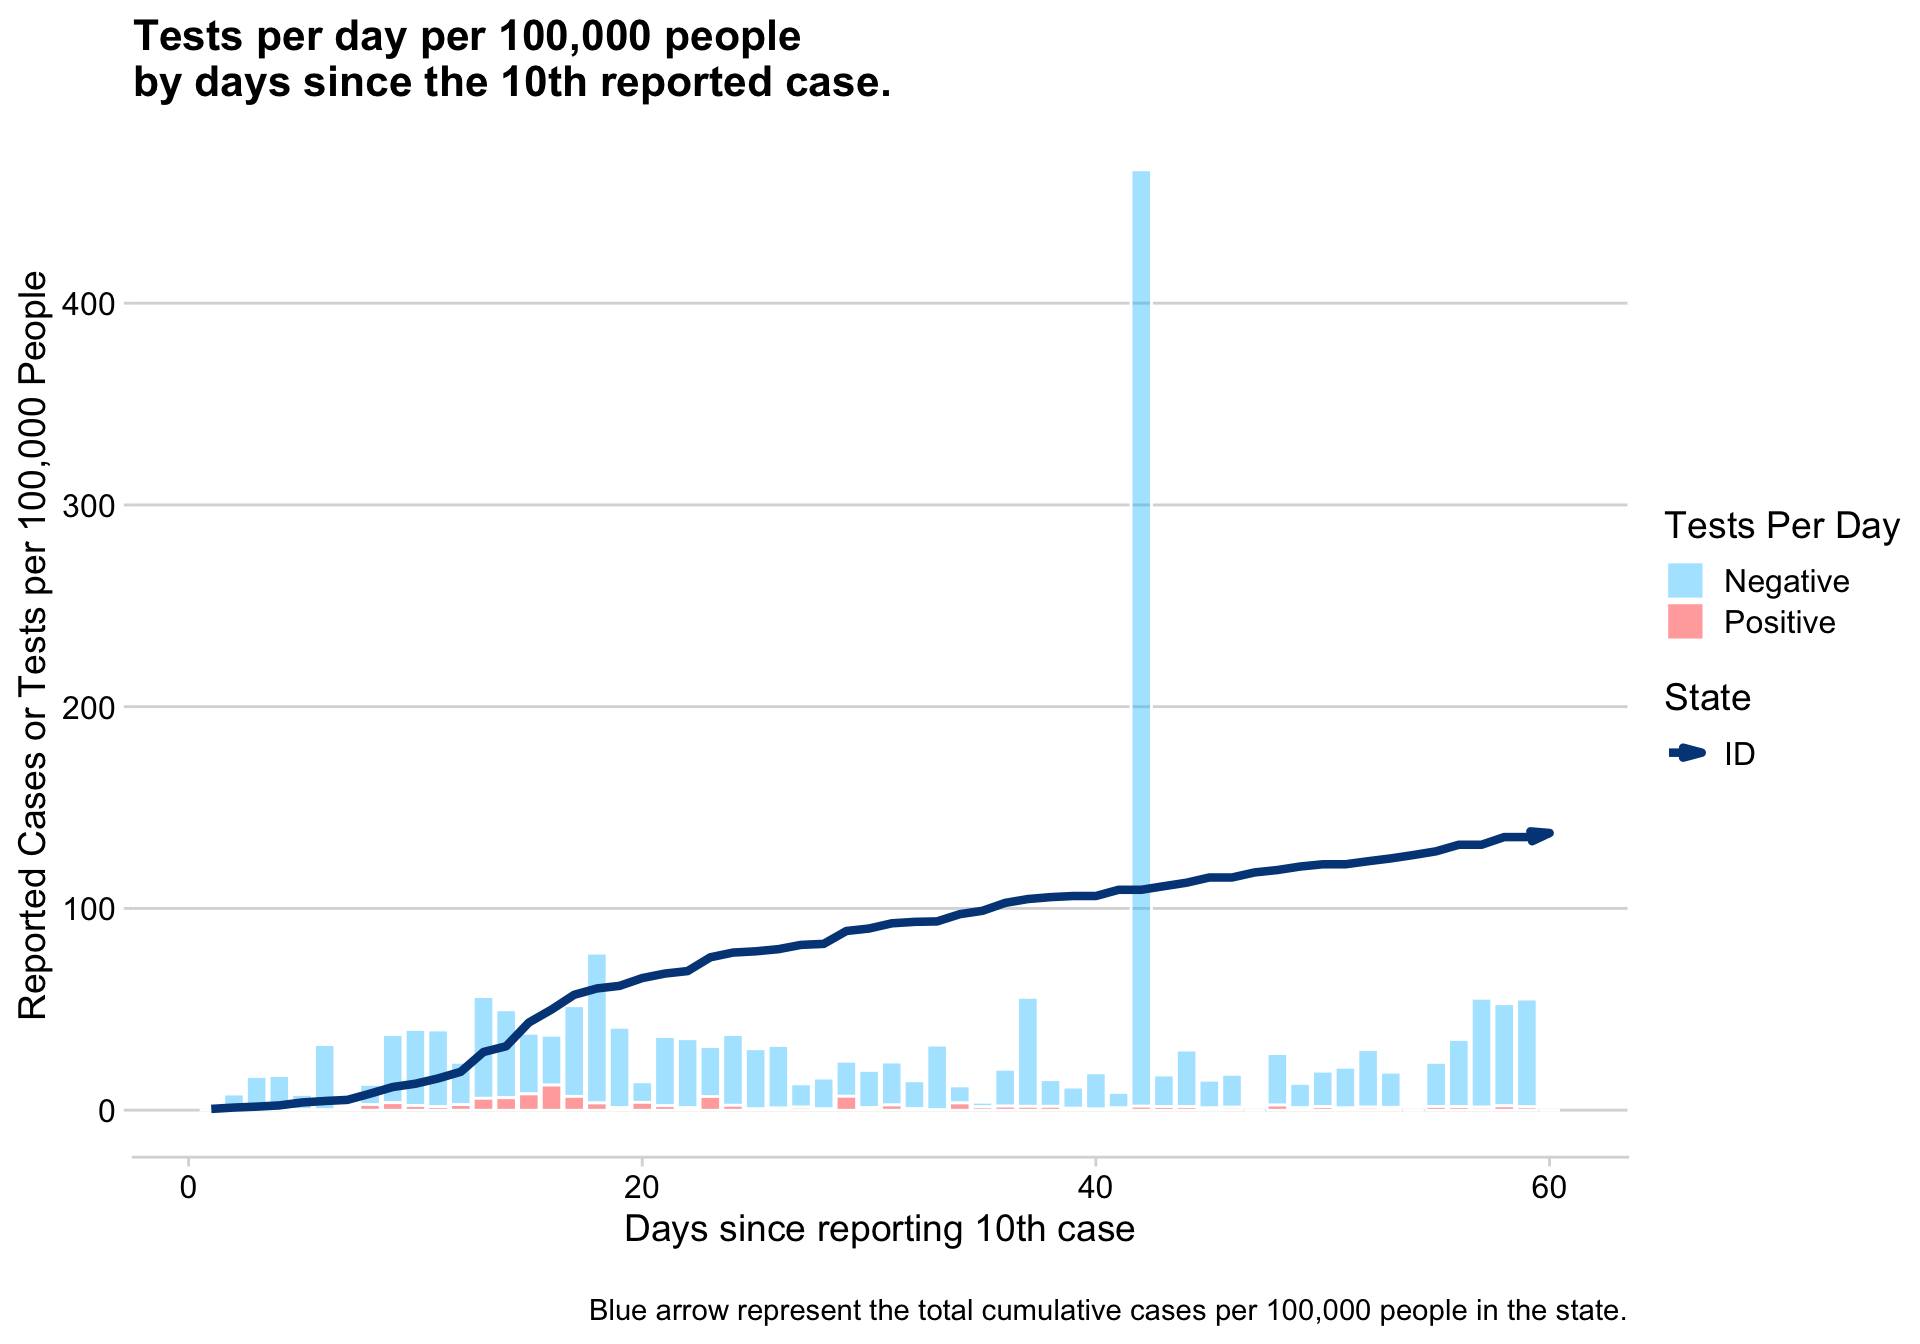 Tests per day per 100,000 people
by days since the 10th reported case.
Reported Cases or Tests per 100,000 People
400
300
200
100
0
0
20
40
60
Days since reporting 10th case
Tests Per Day
Negative
Positive
State
ID
Blue arrow represent the total cumulative cases per 100,000 people in the state.